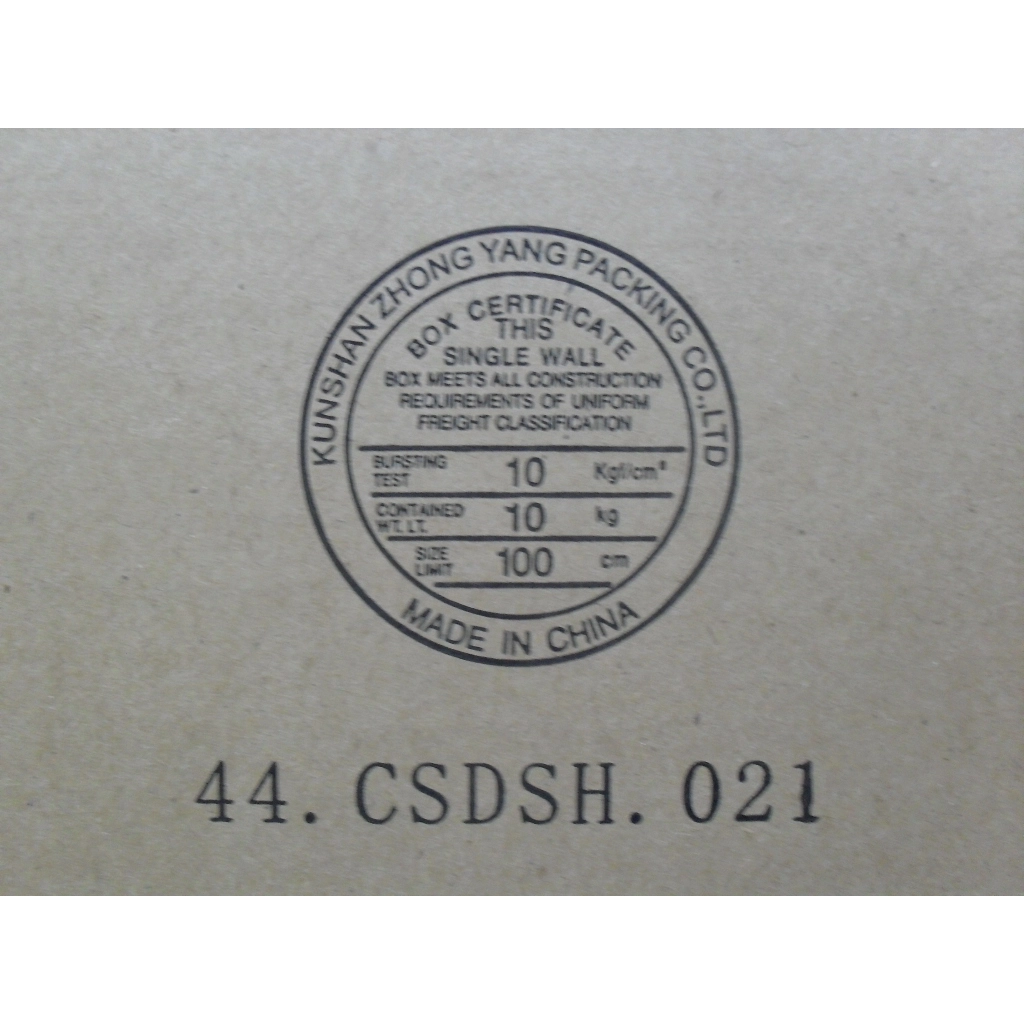 KUNSHAN ZHONG YANG PACKING CO.,LTD
BOX CERTIFICATE
THIS
SINGLE WALL
BOX MEETS ALL CONSTRUCTION
REQUIREMENTS OF UNIFORM
FREIGHT CLASSIFICATION
BURSTING TEST 10 Kgf/cm²
CONTAINED WT. LT. 10 kg
SIZE LIMIT 100 cm
MADE IN CHINA
44.CSDSH.021